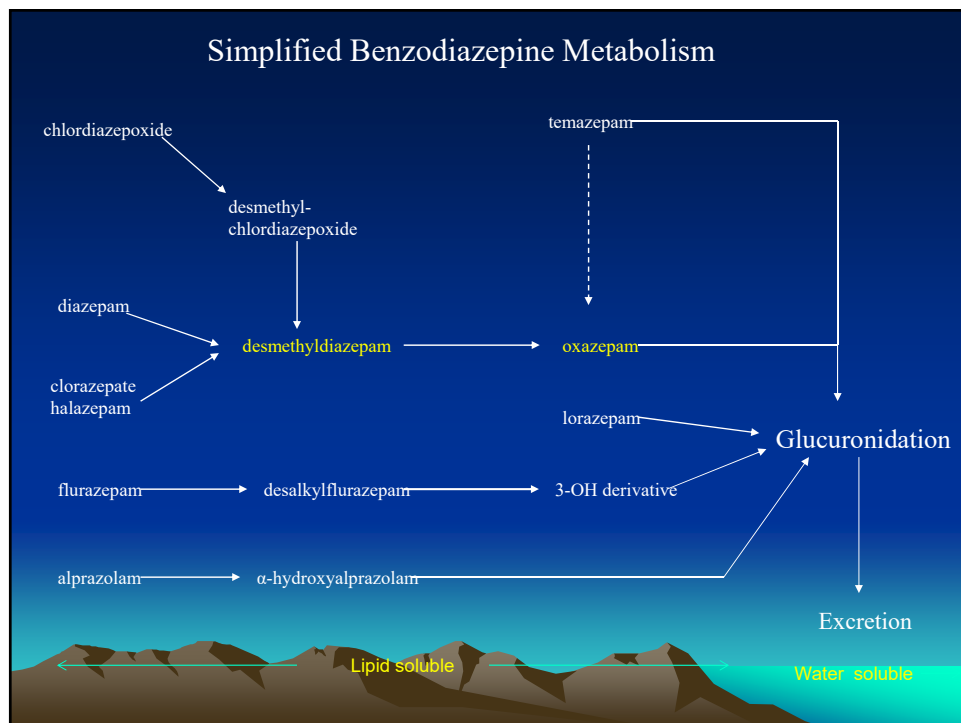 Simplified Benzodiazepine Metabolism
chlordiazepoxide
temazepam
desmethyl-
chlordiazepoxide
diazepam
desmethyldiazepam
oxazepam
clorazepate
halazepam
lorazepam
Glucuronidation
flurazepam
desalkylflurazepam
3-OH derivative
alprazolam
α-hydroxyalprazolam
Excretion
Lipid soluble
Water soluble